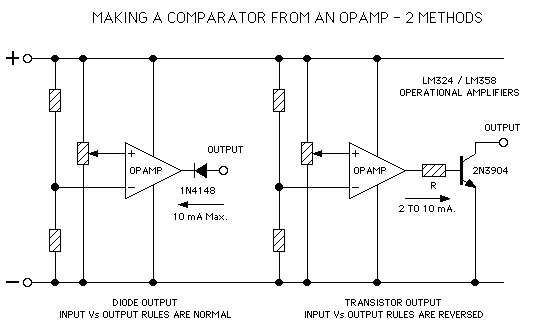 MAKING A COMPARATOR FROM AN OPAMP - 2 METHODS
+
LM324 / LM358
OPERATIONAL AMPLIFIERS
OUTPUT
OUTPUT
+
OPAMP
-
1N4148
10 mA Max.
+
OPAMP
-
R
2N3904
2 TO 10 mA.
-
DIODE OUTPUT
INPUT Vs OUTPUT RULES ARE NORMAL
TRANSISTOR OUTPUT
INPUT Vs OUTPUT RULES ARE REVERSED